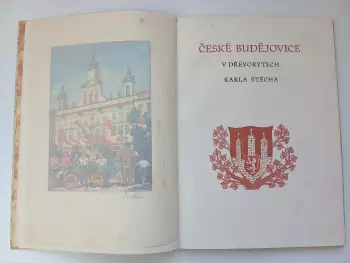 ČESKÉ BUDĚJOVICE
V DŘEVORYTECH
KARLA ŠTĚCHA